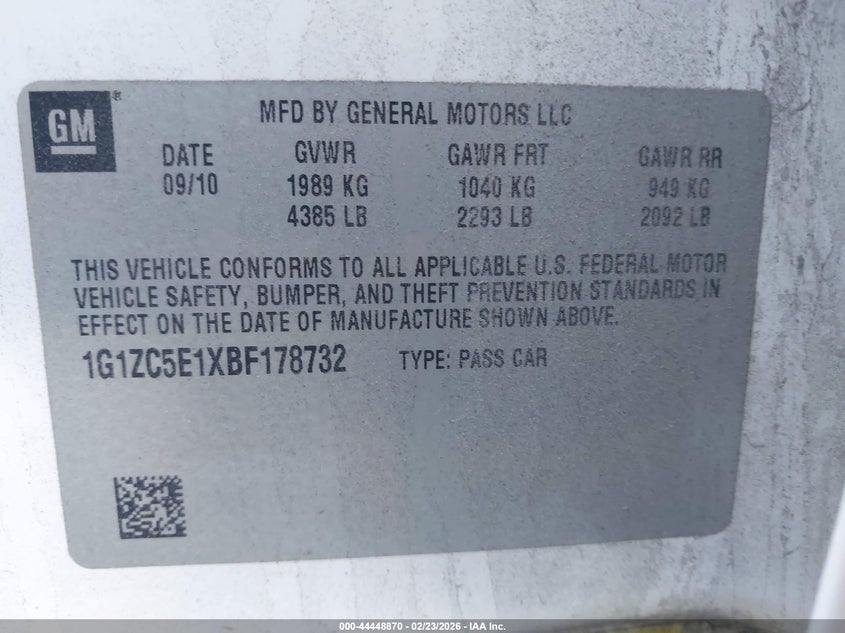 GM®
MFD BY GENERAL MOTORS LLC
DATE GVWR GAWR FRT GAWR RR
09/10 1989 KG 1040 KG 949 KG
4385 LB 2293 LB 2092 LB
THIS VEHICLE CONFORMS TO ALL APPLICABLE U.S. FEDERAL MOTOR
VEHICLE SAFETY, BUMPER, AND THEFT PREVENTION STANDARDS IN
EFFECT ON THE DATE OF MANUFACTURE SHOWN ABOVE.
1G1ZC5E1XBF178732 TYPE: PASS CAR
000-44448870 - 02/23/2026 - IAA Inc.